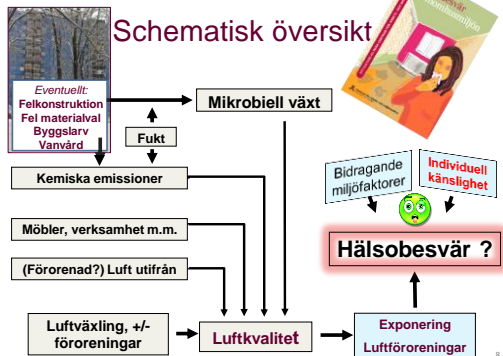 Schematisk översikt
Eventuellt:
Felkonstruktion
Fel materialval
Byggslarv
Vanvård
Fukt
Mikrobiell växt
Kemiska emissioner
Möbler, verksamhet m.m.
(Förorenad?) Luft utifrån
Luftväxling, +/-
föroreningar
Luftkvalitet
Bidragande
miljöfaktorer
Individuell
känslighet
Hälsobesvär ?
Exponering
Luftföroreningar